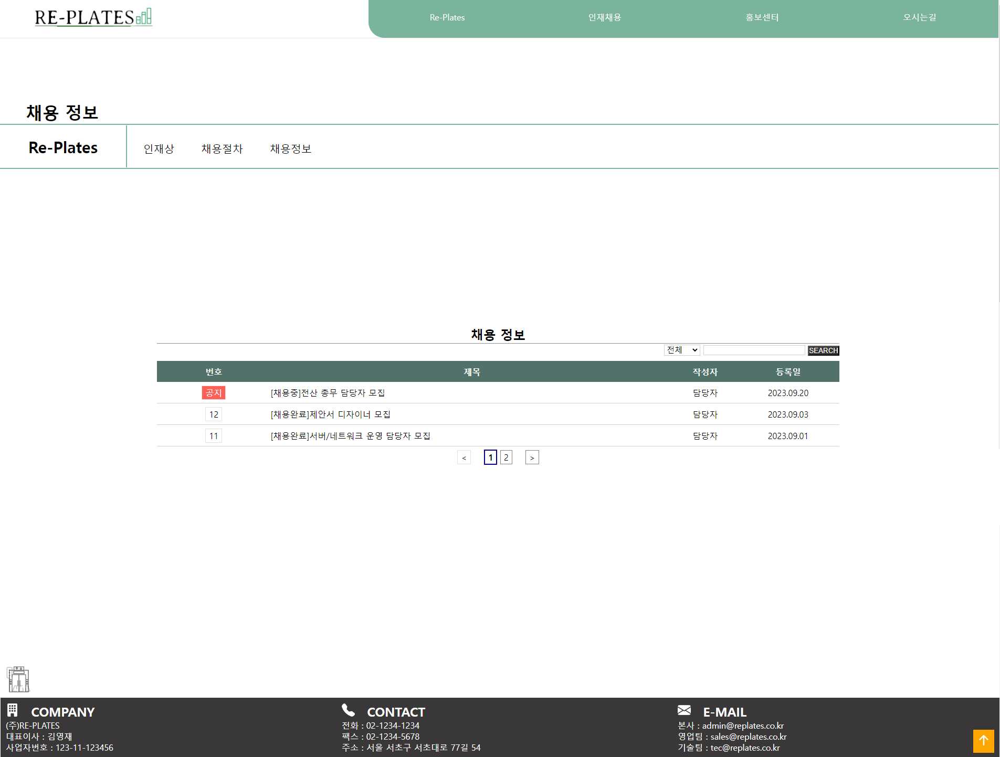 RE-PLATES
Re-Plates 인재채용 홍보센터 오시는길
채용 정보
Re-Plates 인재상 채용절차 채용정보
채용 정보
전체 SEARCH
번호 제목 작성자 등록일
공지 [채용중]전산 총무 담당자 모집 담당자 2023.09.20
12 [채용완료]제안서 디자이너 모집 담당자 2023.09.03
11 [채용완료]서버/네트워크 운영 담당자 모집 담당자 2023.09.01
< 1 2 >
COMPANY
(주)RE-PLATES
대표이사 : 김영재
사업자번호 : 123-11-123456
CONTACT
전화 : 02-1234-1234
팩스 : 02-1234-5678
주소 : 서울 서초구 서초대로 77길 54
E-MAIL
본사 : admin@replates.co.kr
영업팀 : sales@replates.co.kr
기술팀 : tec@replates.co.kr